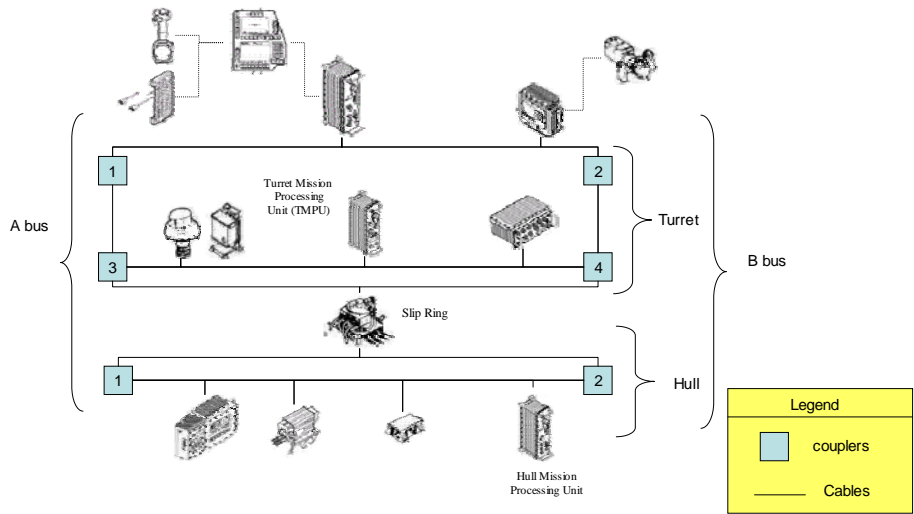 1
2
Turret Mission
Processing
Unit (TMPU)
A bus
Turret
3
4
B bus
Slip Ring
1
2
Hull
Hull Mission
Processing Unit
Legend
couplers
Cables